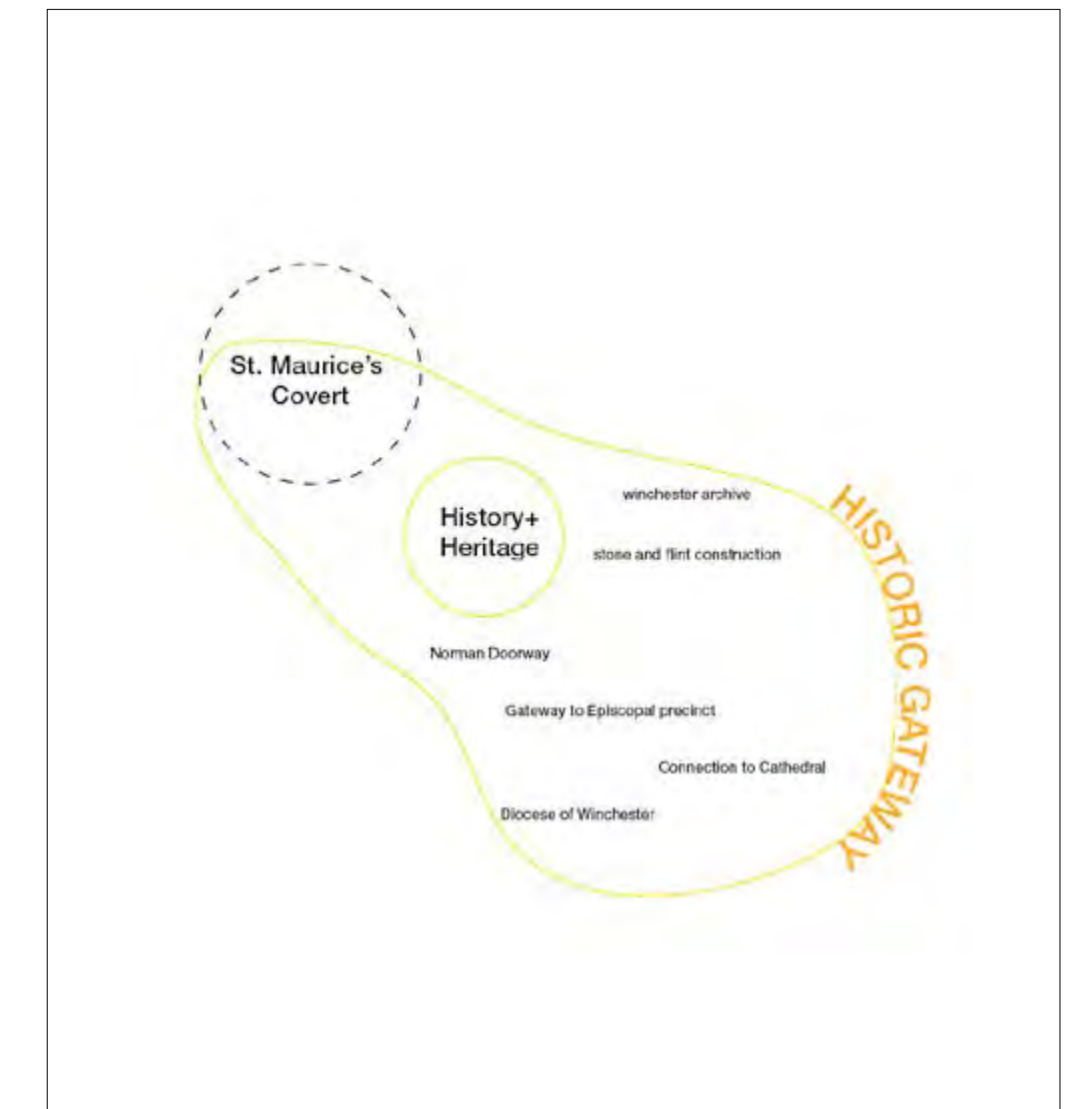 St. Maurice's
Covert
History+
Heritage
winchester archive
stone and flint construction
Norman Doorway
Gateway to Episcopal precinct
Connection to Cathedral
Diocese of Winchester
HISTORIC GATEWAY